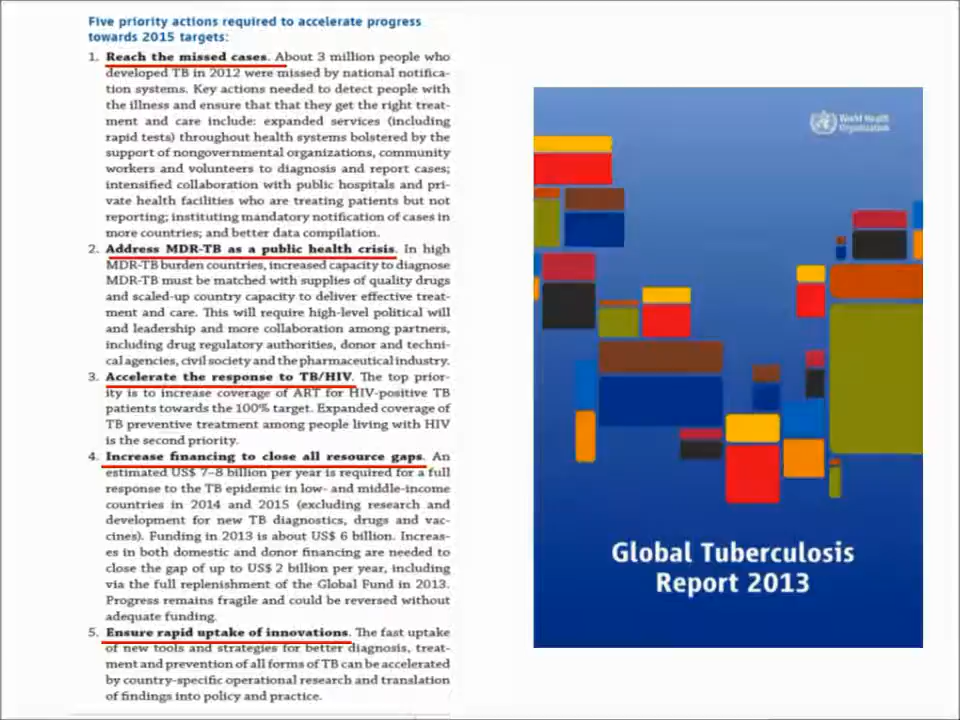 Five priority actions required to accelerate progress
towards 2015 targets:
1. Reach the missed cases. About 3 million people who
developed TB in 2012 were missed by national notifica-
tion systems. Key actions needed to detect people with
the illness and ensure that that they get the right treat-
ment and care include: expanded services (including
rapid tests) throughout health systems bolstered by the
support of nongovernmental organizations, community
workers and volunteers to diagnosis and report cases;
intensified collaboration with public hospitals and pri-
vate health facilities who are treating patients but not
reporting; instituting mandatory notification of cases in
more countries; and better data compilation.
2. Address MDR-TB as a public health crisis. In high
MDR-TB burden countries, increased capacity to diagnose
MDR-TB must be matched with supplies of quality drugs
and scaled-up country capacity to deliver effective treat-
ment and care. This will require high-level political will
and leadership and more collaboration among partners,
including drug regulatory authorities, donor and techni-
cal agencies, civil society and the pharmaceutical industry.
3. Accelerate the response to TB/HIV. The top prior-
ity is to increase coverage of ART for HIV-positive TB
patients towards the 100% target. Expanded coverage of
TB preventive treatment among people living with HIV
is the second priority.
4. Increase financing to close all resource gaps. An
estimated US$ 7–8 billion per year is required for a full
response to the TB epidemic in low- and middle-income
countries in 2014 and 2015 (excluding research and
development for new TB diagnostics, drugs and vac-
cines). Funding in 2013 is about US$ 6 billion. Increas-
es in both domestic and donor financing are needed to
close the gap of up to US$ 2 billion per year, including
via the full replenishment of the Global Fund in 2013.
Progress remains fragile and could be reversed without
adequate funding.
5. Ensure rapid uptake of innovations. The fast uptake
of new tools and strategies for better diagnosis, treat-
ment and prevention of all forms of TB can be accelerated
by country-specific operational research and translation
of findings into policy and practice.
World Health
Organization
Global Tuberculosis
Report 2013